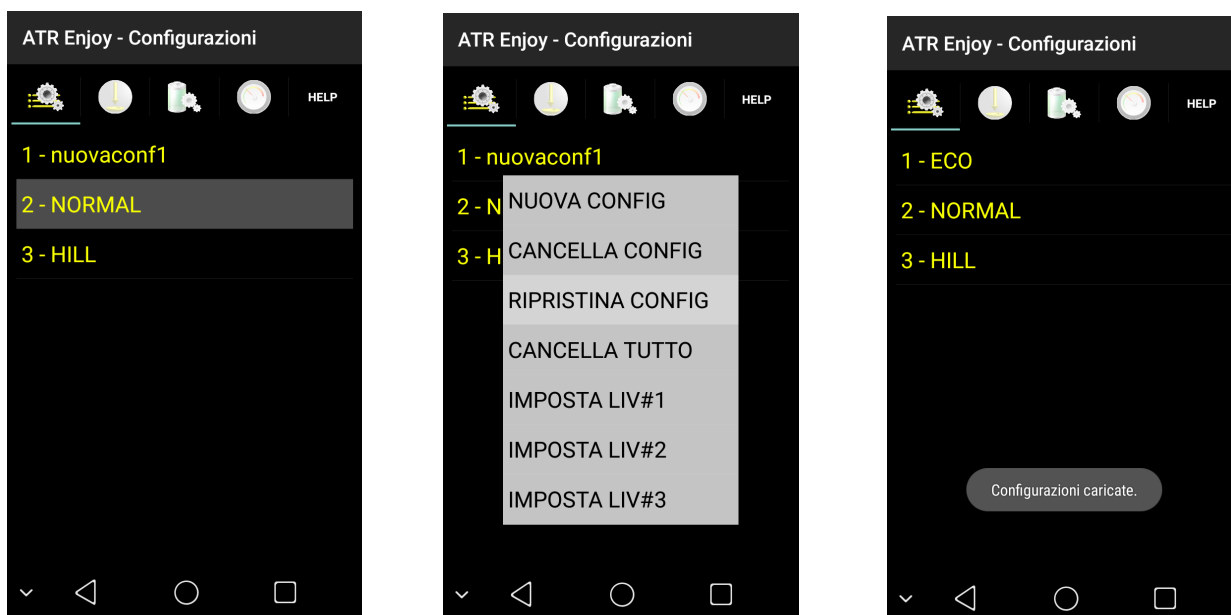 ATR Enjoy - Configurazioni
HELP
1 - nuovaconf1
2 - NORMAL
3 - HILL
ATR Enjoy - Configurazioni
HELP
1 - nuovaconf1
2 - N
3 - H
NUOVA CONFIG
CANCELLA CONFIG
RIPRISTINA CONFIG
CANCELLA TUTTO
IMPOSTA LIV#1
IMPOSTA LIV#2
IMPOSTA LIV#3
ATR Enjoy - Configurazioni
HELP
1 - ECO
2 - NORMAL
3 - HILL
Configurazioni caricate.